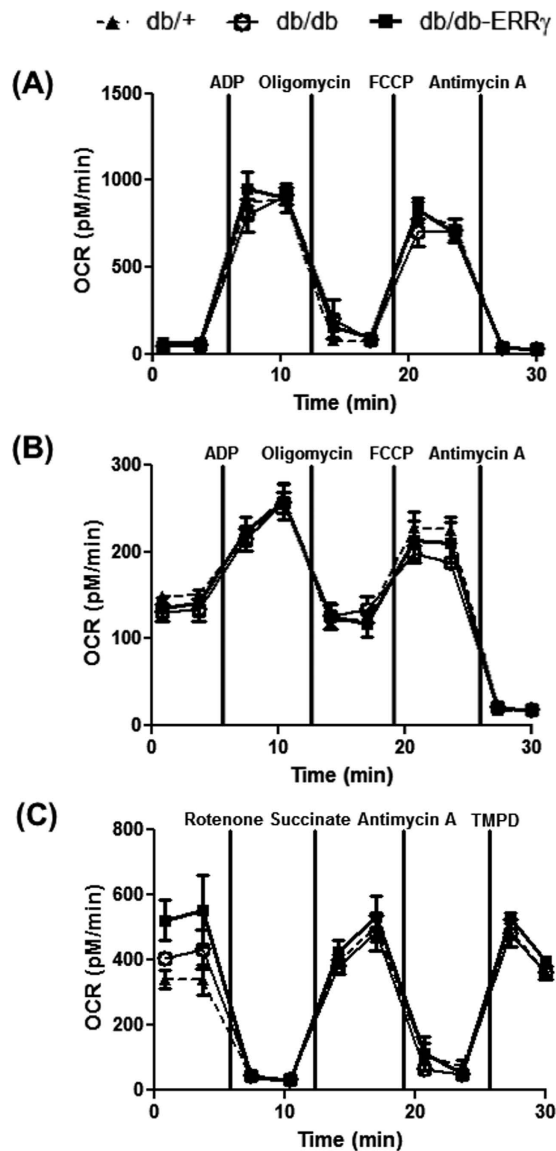 db/+ db/db db/db-ERRγ
(A)
ADP Oligomycin FCCP Antimycin A
1500
1000
500
0
OCR (pM/min)
0 10 20 30
Time (min)
(B)
ADP Oligomycin FCCP Antimycin A
300
200
100
0
OCR (pM/min)
0 10 20 30
Time (min)
(C)
Rotenone Succinate Antimycin A TMPD
800
600
400
200
0
OCR (pM/min)
0 10 20 30
Time (min)